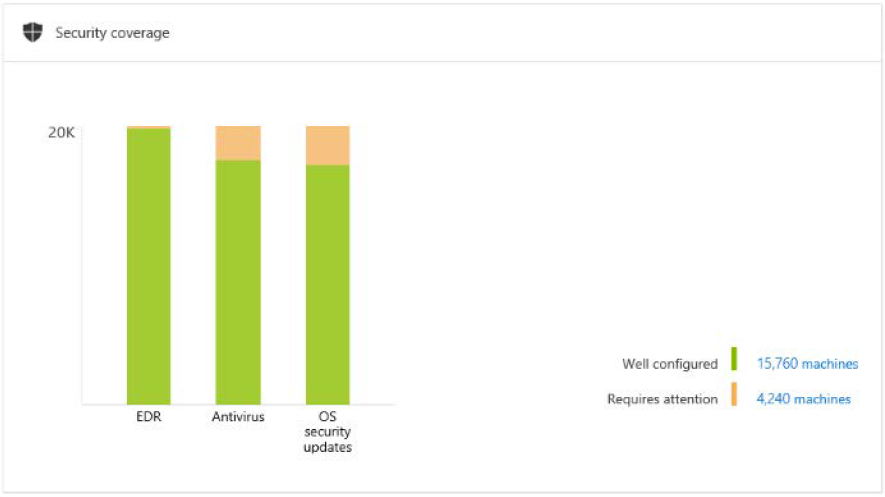 Security coverage
20K
EDR
Antivirus
OS
security
updates
Well configured 15,760 machines
Requires attention 4,240 machines